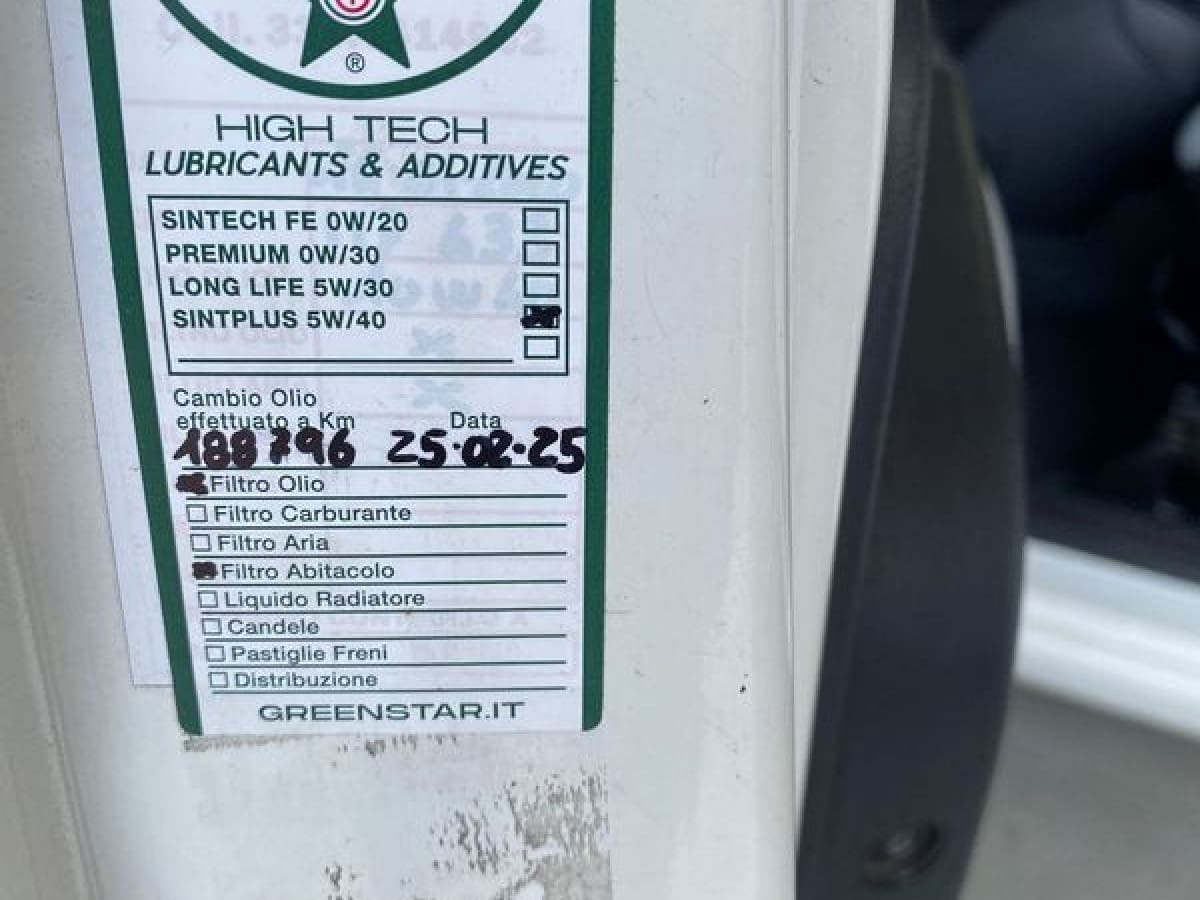 ®
HIGH TECH
LUBRICANTS & ADDITIVES
SINTECH FE 0W/20
PREMIUM 0W/30
LONG LIFE 5W/30
SINTPLUS 5W/40
Cambio Olio
effettuato a Km Data
188796 25·02·25
Filtro Olio
Filtro Carburante
Filtro Aria
Filtro Abitacolo
Liquido Radiatore
Candele
Pastiglie Freni
Distribuzione
GREENSTAR.IT